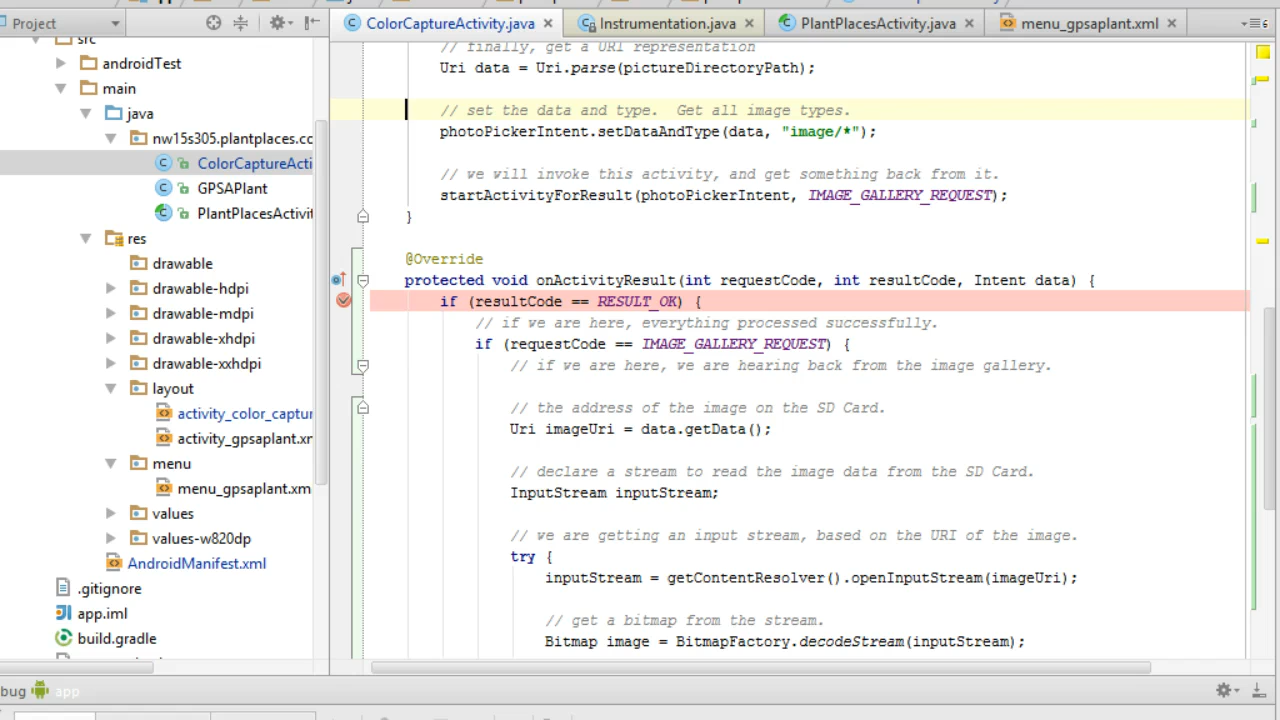 Project
ColorCaptureActivity.java
Instrumentation.java
PlantPlacesActivity.java
menu_gpsaplant.xml
src
androidTest
main
java
nw15s305.plantplaces.cc
ColorCaptureActi
GPSAPlant
PlantPlacesActivit
res
drawable
drawable-hdpi
drawable-mdpi
drawable-xhdpi
drawable-xxhdpi
layout
activity_color_captur
activity_gpsaplant.xn
menu
menu_gpsaplant.xm
values
values-w820dp
AndroidManifest.xml
.gitignore
app.iml
build.gradle
// finally, get a URI representation
Uri data = Uri.parse(pictureDirectoryPath);
// set the data and type.  Get all image types.
photoPickerIntent.setDataAndType(data, "image/*");
// we will invoke this activity, and get something back from it.
startActivityForResult(photoPickerIntent, IMAGE_GALLERY_REQUEST);
}
@Override
protected void onActivityResult(int requestCode, int resultCode, Intent data) {
if (resultCode == RESULT_OK) {
// if we are here, everything processed successfully.
if (requestCode == IMAGE_GALLERY_REQUEST) {
// if we are here, we are hearing back from the image gallery.
// the address of the image on the SD Card.
Uri imageUri = data.getData();
// declare a stream to read the image data from the SD Card.
InputStream inputStream;
// we are getting an input stream, based on the URI of the image.
try {
inputStream = getContentResolver().openInputStream(imageUri);
// get a bitmap from the stream.
Bitmap image = BitmapFactory.decodeStream(inputStream);
bug app